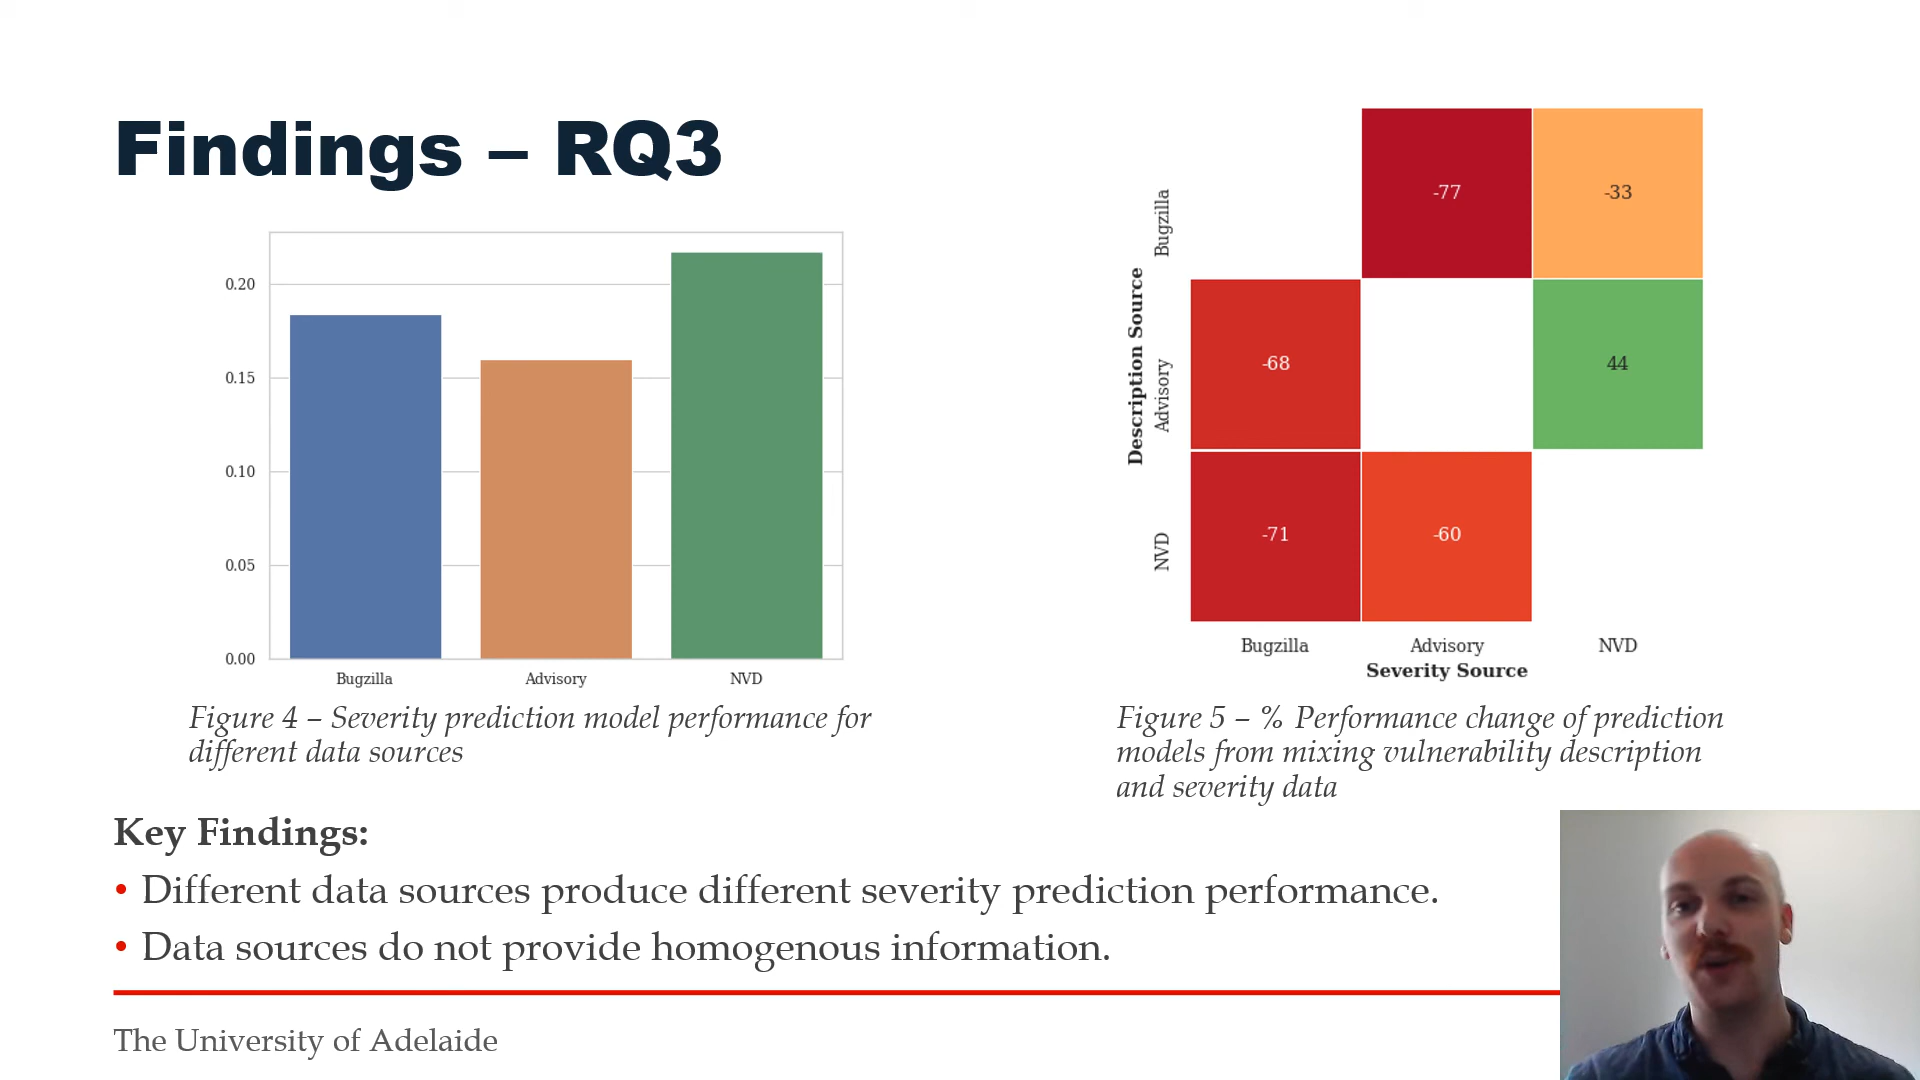 Findings – RQ3
0.20
0.15
0.10
0.05
0.00
Bugzilla Advisory NVD
Figure 4 – Severity prediction model performance for
different data sources
Description Source
Bugzilla
Advisory
NVD
-77 -33
-68 44
-71 -60
Bugzilla Advisory NVD
Severity Source
Figure 5 – % Performance change of prediction
models from mixing vulnerability description
and severity data
Key Findings:
• Different data sources produce different severity prediction performance.
• Data sources do not provide homogenous information.
The University of Adelaide